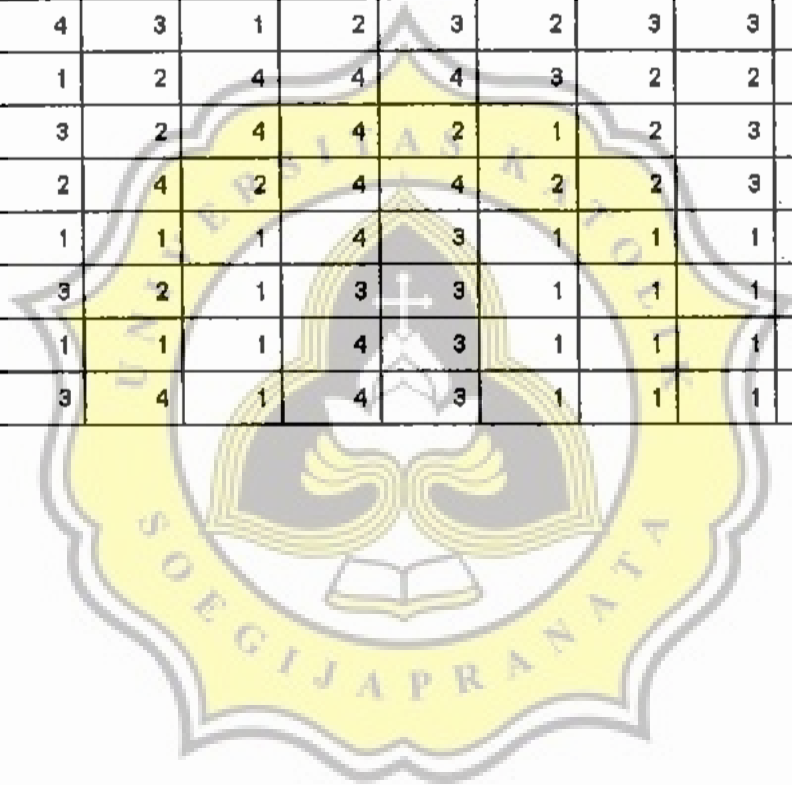 4 3 1 2 3 2 3 3
1 2 4 4 4 3 2 2
3 2 4 4 2 1 2 3
2 4 2 4 4 2 2 3
1 1 1 4 3 1 1 1
3 2 1 3 3 1 1 1
1 1 1 4 3 1 1 1
3 4 1 4 3 1 1 1
UNIVERSITAS KATOLIK
SOEGIJAPRANATA